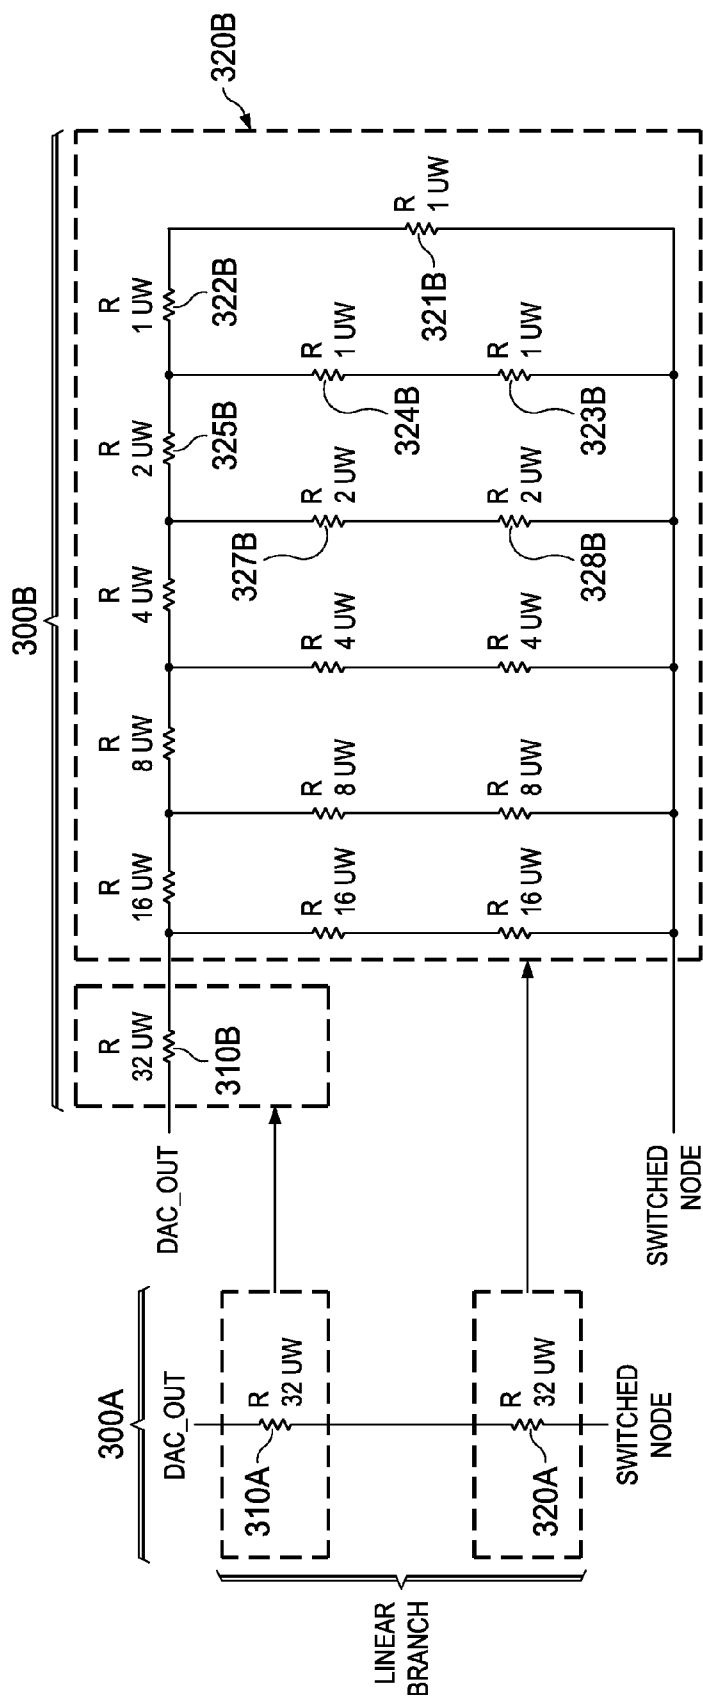 300A
DAC_OUT
310A
R
32 UW
LINEAR
BRANCH
320A
R
32 UW
SWITCHED
NODE
300B
320B
DAC_OUT
R
32 UW
310B
R
16 UW
R
8 UW
R
4 UW
R
2 UW
325B
R
1 UW
322B
R
16 UW
R
8 UW
R
4 UW
327B
R
2 UW
324B
R
1 UW
321B
R
1 UW
R
16 UW
R
8 UW
R
4 UW
328B
R
2 UW
323B
R
1 UW
SWITCHED
NODE